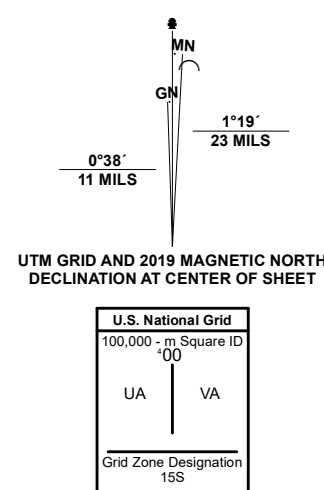 MN
GN
1°19´
23 MILS
0°38´
11 MILS
UTM GRID AND 2019 MAGNETIC NORTH
DECLINATION AT CENTER OF SHEET
U.S. National Grid
100,000 - m Square ID
⁴00
UA VA
Grid Zone Designation
15S